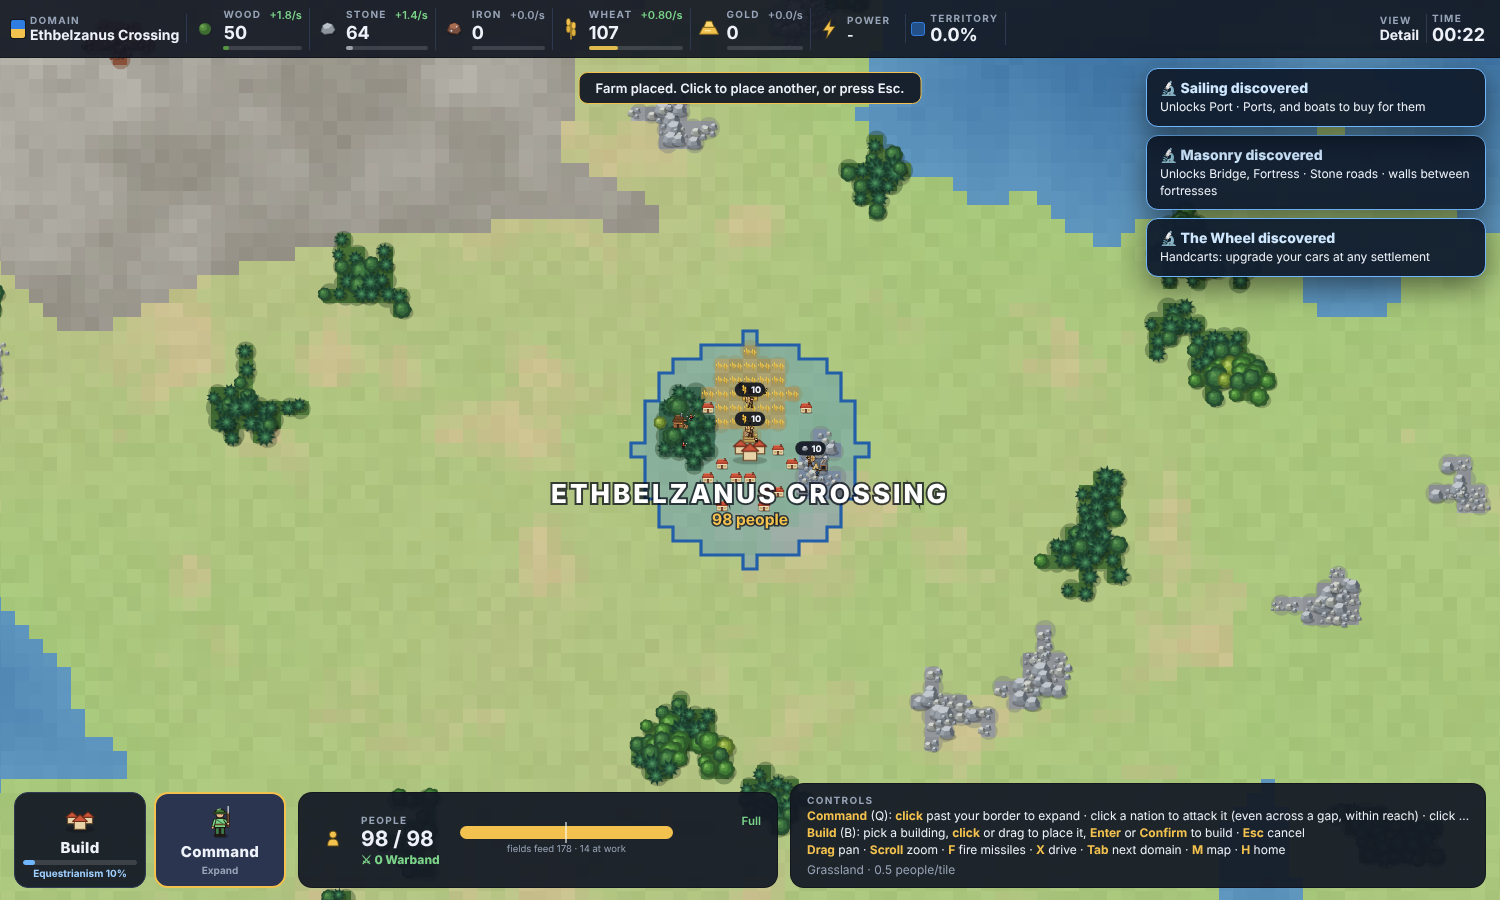 DOMAIN
Ethbelzanus Crossing
WOOD +1.8/s
50
STONE +1.4/s
64
IRON +0.0/s
0
WHEAT +0.80/s
107
GOLD +0.0/s
0
POWER
-
TERRITORY
0.0%
VIEW
Detail
TIME
00:22
Farm placed. Click to place another, or press Esc.
Sailing discovered
Unlocks Port · Ports, and boats to buy for them
Masonry discovered
Unlocks Bridge, Fortress · Stone roads · walls between
fortresses
The Wheel discovered
Handcarts: upgrade your cars at any settlement
10
10
10
ETHBELZANUS CROSSING
98 people
Build
Equestrianism 10%
Command
Expand
PEOPLE
98 / 98
0 Warband
Full
fields feed 178 · 14 at work
CONTROLS
Command (Q): click past your border to expand · click a nation to attack it (even across a gap, within reach) · click ...
Build (B): pick a building, click or drag to place it, Enter or Confirm to build · Esc cancel
Drag pan · Scroll zoom · F fire missiles · X drive · Tab next domain · M map · H home
Grassland · 0.5 people/tile